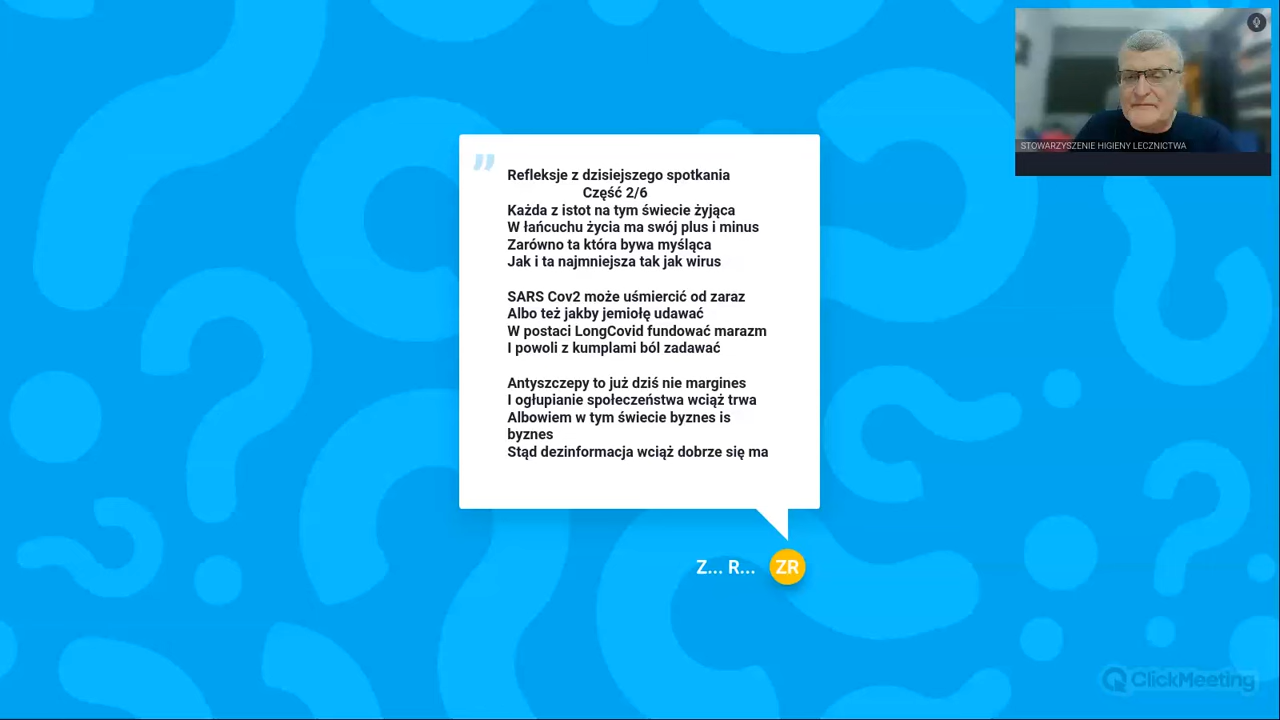 STOWARZYSZENIE HIGIENY LECZNICTWA
”
Refleksje z dzisiejszego spotkania
Część 2/6
Każda z istot na tym świecie żyjąca
W łańcuchu życia ma swój plus i minus
Zarówno ta która bywa myśląca
Jak i ta najmniejsza tak jak wirus
SARS Cov2 może uśmiercić od zaraz
Albo też jakby jemiołę udawać
W postaci LongCovid fundować marazm
I powoli z kumplami ból zadawać
Antyszczepy to już dziś nie margines
I ogłupianie społeczeństwa wciąż trwa
Albowiem w tym świecie byznes is
byznes
Stąd dezinformacja wciąż dobrze się ma
Z... R... ZR
ClickMeeting